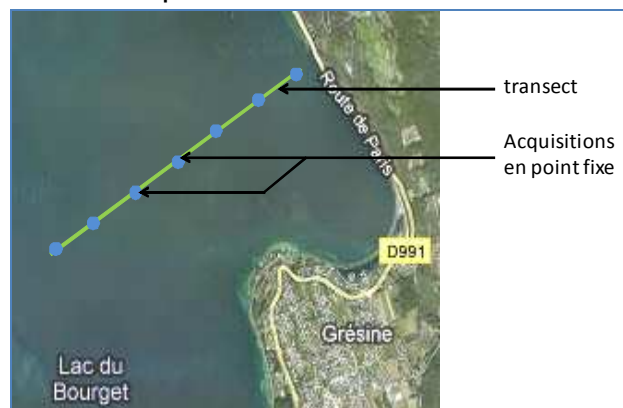 transect
Route de Paris
Acquisitions
en point fixe
D991
Grésine
Lac du
Bourget